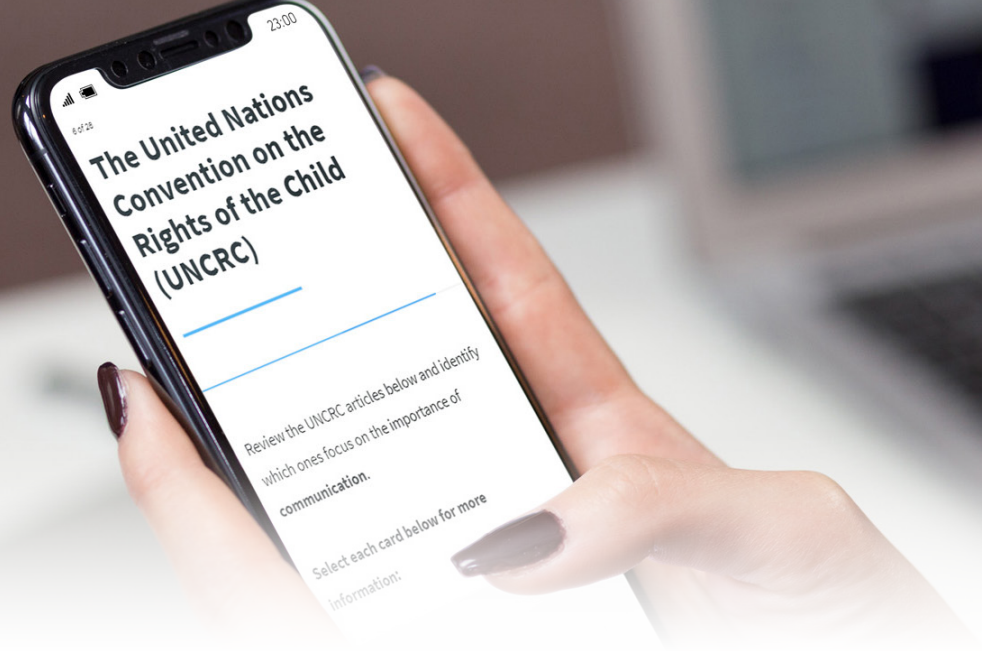 23:00
6 of 28
The United Nations
Convention on the
Rights of the Child
(UNCRC)
Review the UNCRC articles below and identify
which ones focus on the importance of
communication.
Select each card below for more
information: